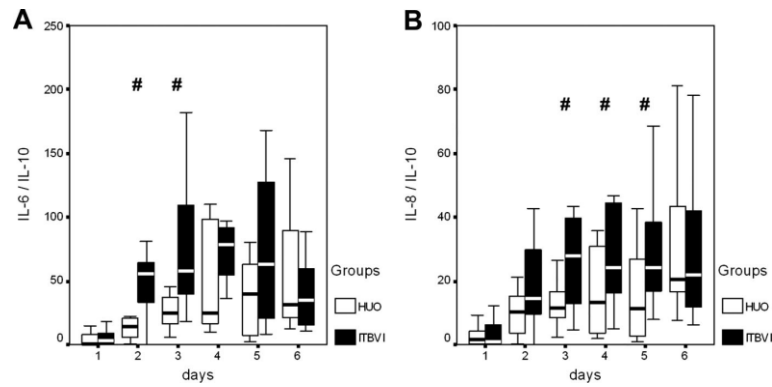 A
IL-6 / IL-10
250
200
150
100
50
0
# #
1 2 3 4 5 6
days
Groups
HUO
ITBVI
B
IL-8 / IL-10
100
80
60
40
20
0
# # #
1 2 3 4 5 6
days
Groups
HUO
ITBVI